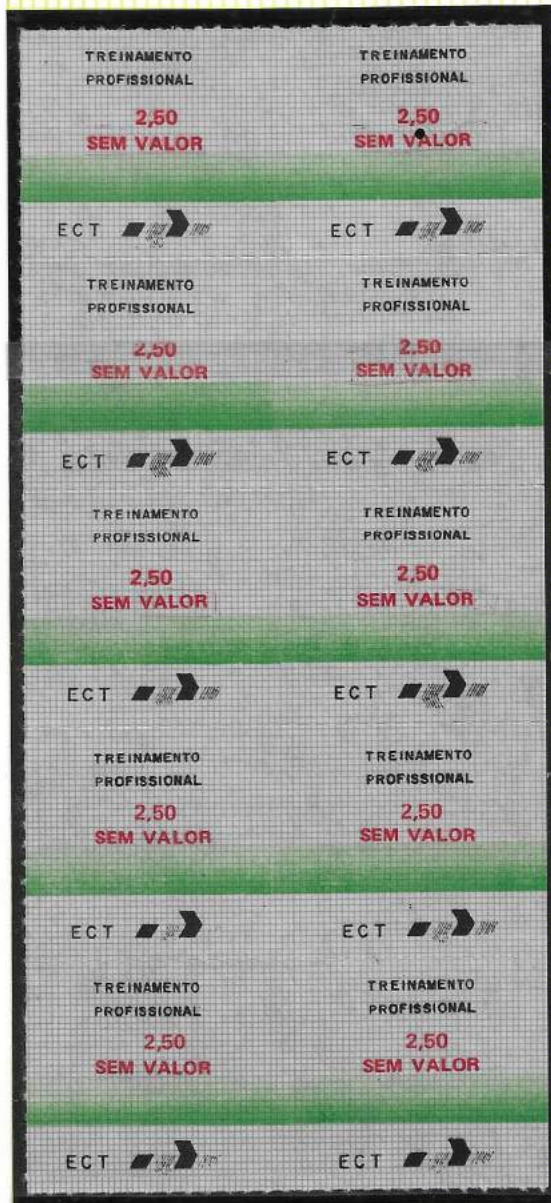 TREINAMENTO TREINAMENTO
PROFISSIONAL PROFISSIONAL
2,50 2,50
SEM VALOR SEM VALOR
ECT ECT
TREINAMENTO TREINAMENTO
PROFISSIONAL PROFISSIONAL
2,50 2.50
SEM VALOR SEM VALOR
ECT ECT
TREINAMENTO TREINAMENTO
PROFISSIONAL PROFISSIONAL
2,50 2,50
SEM VALOR SEM VALOR
ECT ECT
TREINAMENTO TREINAMENTO
PROFISSIONAL PROFISSIONAL
2,50 2,50
SEM VALOR SEM VALOR
ECT ECT
TREINAMENTO TREINAMENTO
PROFISSIONAL PROFISSIONAL
2,50 2,50
SEM VALOR SEM VALOR
ECT ECT